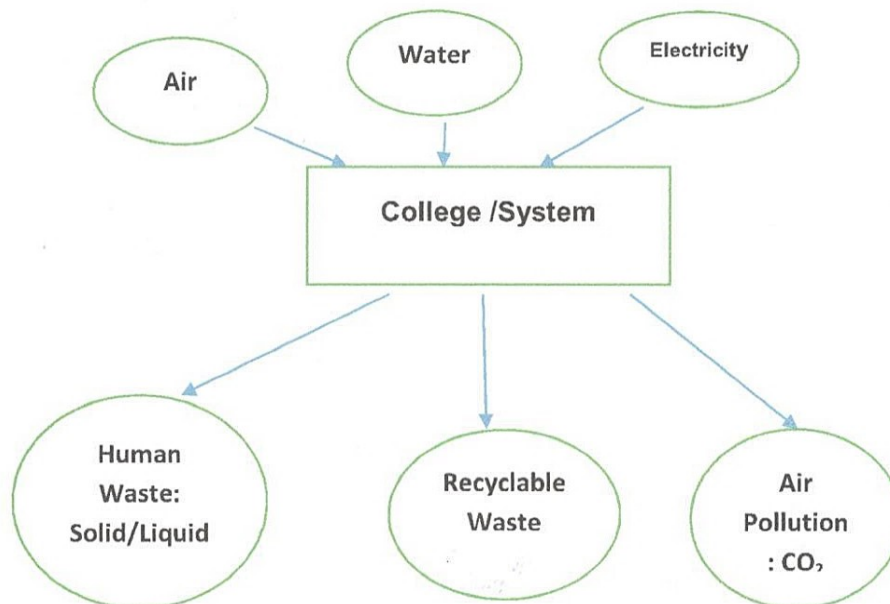 Air
Water
Electricity
College /System
Human
Waste:
Solid/Liquid
Recyclable
Waste
Air
Pollution
: CO₂